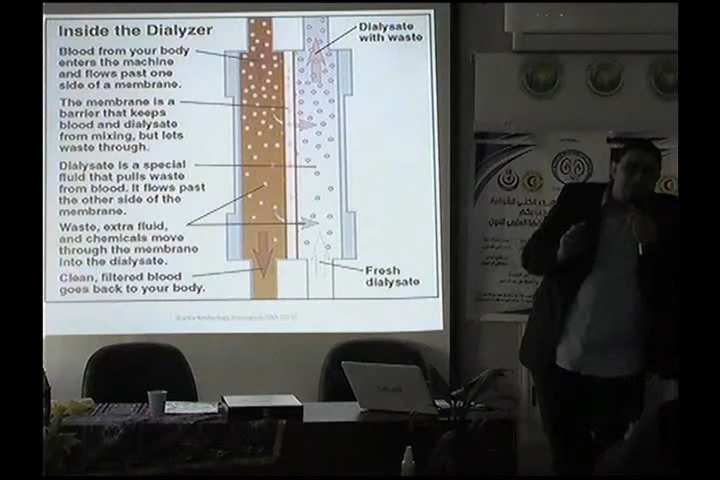 Inside the Dialyzer
Blood from your body
enters the machine
and flows past one
side of a membrane.
The membrane is a
barrier that keeps
blood and dialysate
from mixing, but lets
waste through.
Dialysate is a special
fluid that pulls waste
from blood. It flows past
the other side of the
membrane.
Waste, extra fluid,
and chemicals move
through the membrane
into the dialysate.
Clean, filtered blood
goes back to your body.
Dialysate
with waste
Fresh
dialysate